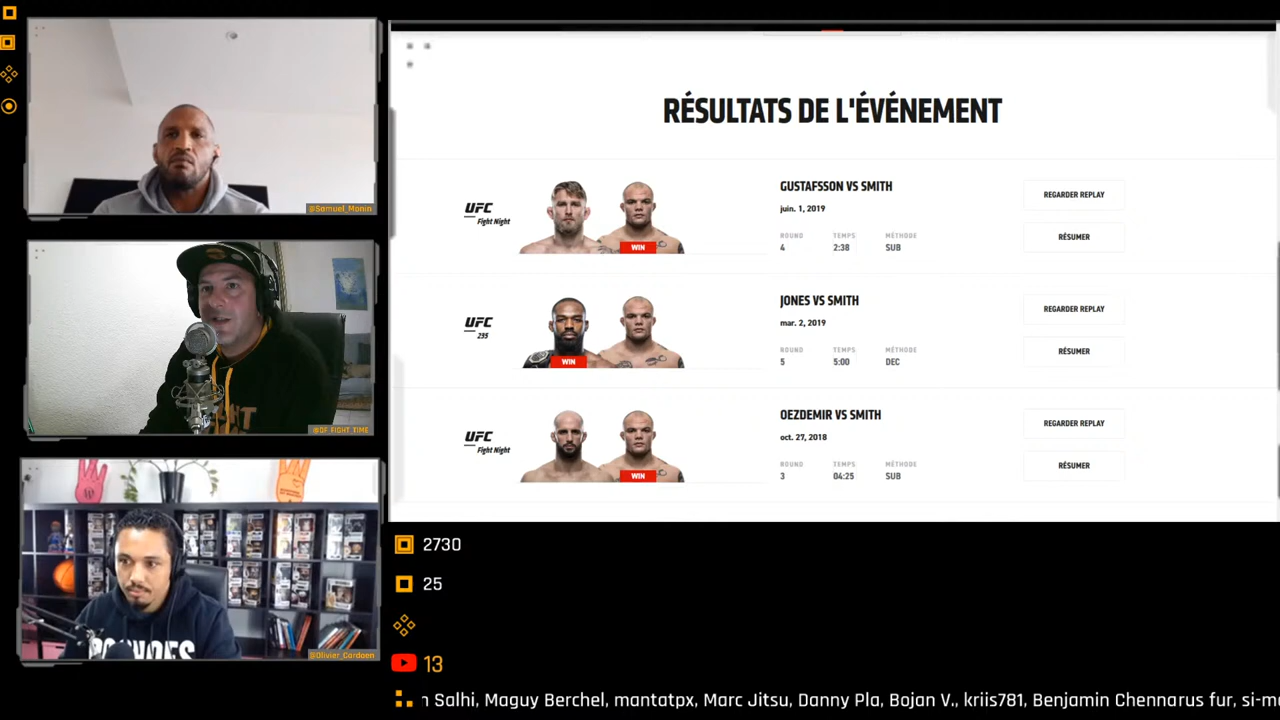 @Samuel_Monin
@DF FIGHT TIME
@Olivier_Cardoen
RÉSULTATS DE L'ÉVÉNEMENT
UFC
Fight Night
WIN
GUSTAFSSON VS SMITH
juin. 1, 2019
ROUND TEMPS MÉTHODE
4 2:38 SUB
REGARDER REPLAY
RÉSUMER
UFC
235
WIN
JONES VS SMITH
mar. 2, 2019
ROUND TEMPS MÉTHODE
5 5:00 DEC
REGARDER REPLAY
RÉSUMER
UFC
Fight Night
WIN
OEZDEMIR VS SMITH
oct. 27, 2018
ROUND TEMPS MÉTHODE
3 04:25 SUB
REGARDER REPLAY
RÉSUMER
2730
25
13
Salhi, Maguy Berchel, mantatpx, Marc Jitsu, Danny Pla, Bojan V., kriis781, Benjamin Chennarus fur, si-m